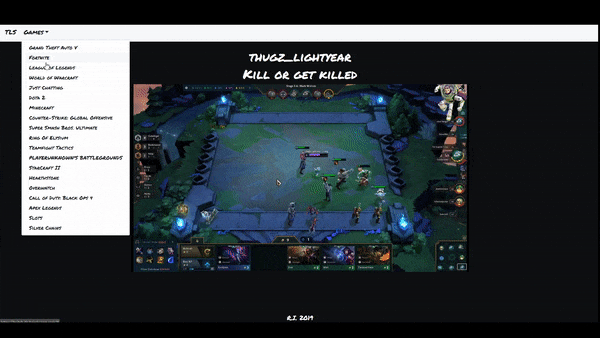 TLS Games
Grand Theft Auto V
Fortnite
League of Legends
World of Warcraft
Just Chatting
Dota 2
Minecraft
Counter-Strike: Global Offensive
Super Smash Bros. Ultimate
Ring Of Elysium
Teamfight Tactics
PLAYERUNKNOWN'S BATTLEGROUNDS
StarCraft II
Hearthstone
Overwatch
Call of Duty: Black Ops 4
Apex Legends
Slots
Silver Chains
thugz_lightyear
Kill or get killed
R.I. 2019